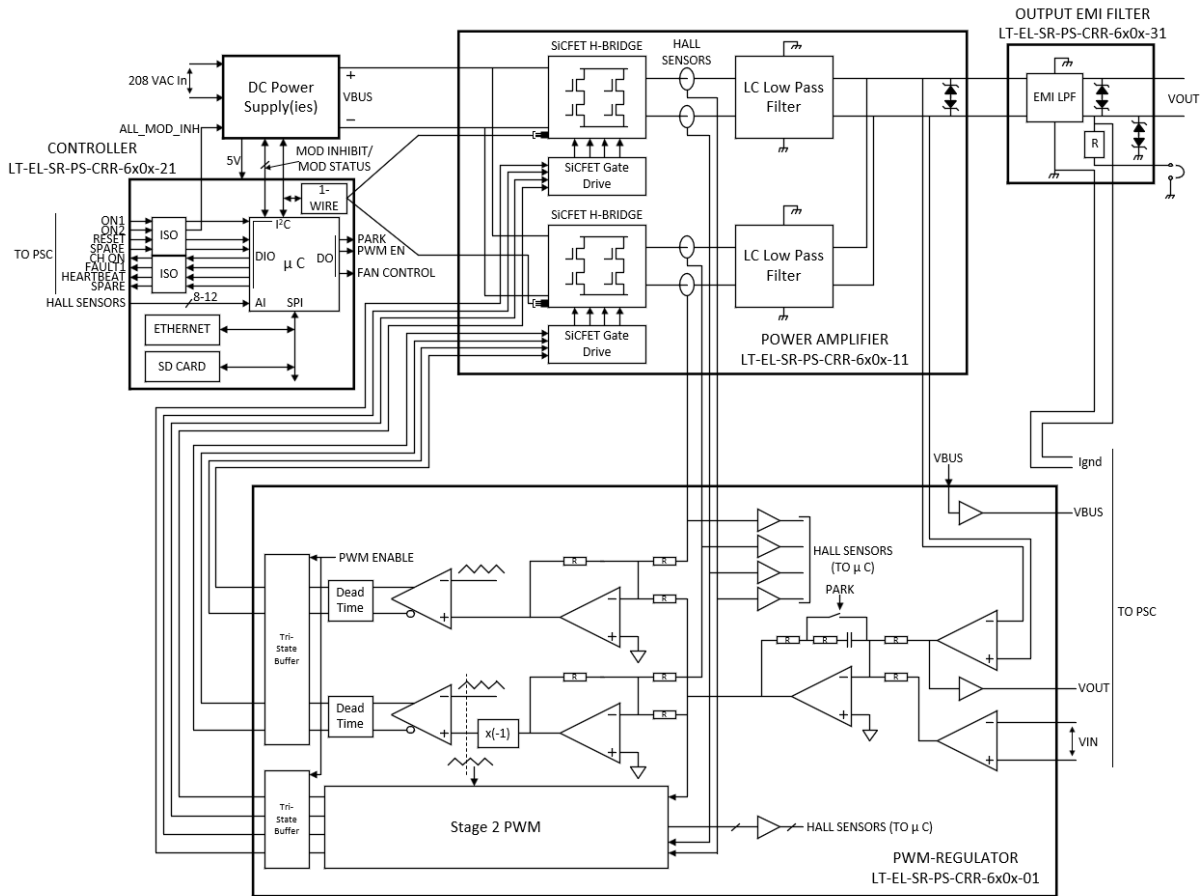 OUTPUT EMI FILTER
LT-EL-SR-PS-CRR-6x0x-31
SiCFET H-BRIDGE
HALL
SENSORS
208 VAC In
DC Power
Supply(ies)
+
VBUS
−
LC Low Pass
Filter
EMI LPF
VOUT
R
ALL_MOD_INH
CONTROLLER
LT-EL-SR-PS-CRR-6x0x-21
5V
MOD INHIBIT/
MOD STATUS
SiCFET Gate
Drive
1-
WIRE
SiCFET H-BRIDGE
TO PSC
ON1
ON2
RESET
SPARE
CH ON
FAULT1
HEARTBEAT
SPARE
ISO
ISO
I²C
DIO
μ C
DO
AI
SPI
PARK
PWM EN
FAN CONTROL
HALL SENSORS
8-12
ETHERNET
SD CARD
LC Low Pass
Filter
SiCFET Gate
Drive
POWER AMPLIFIER
LT-EL-SR-PS-CRR-6x0x-11
Ignd
VBUS
VBUS
HALL SENSORS
(TO μ C)
PARK
TO PSC
PWM ENABLE
Tri-
State
Buffer
Dead
Time
−
+
R
R
R
−
+
R
R
R
R
−
+
−
+
VOUT
−
+
VIN
Dead
Time
−
+
x(-1)
R
R
R
−
+
Tri-
State
Buffer
Stage 2 PWM
HALL SENSORS (TO μ C)
PWM-REGULATOR
LT-EL-SR-PS-CRR-6x0x-01